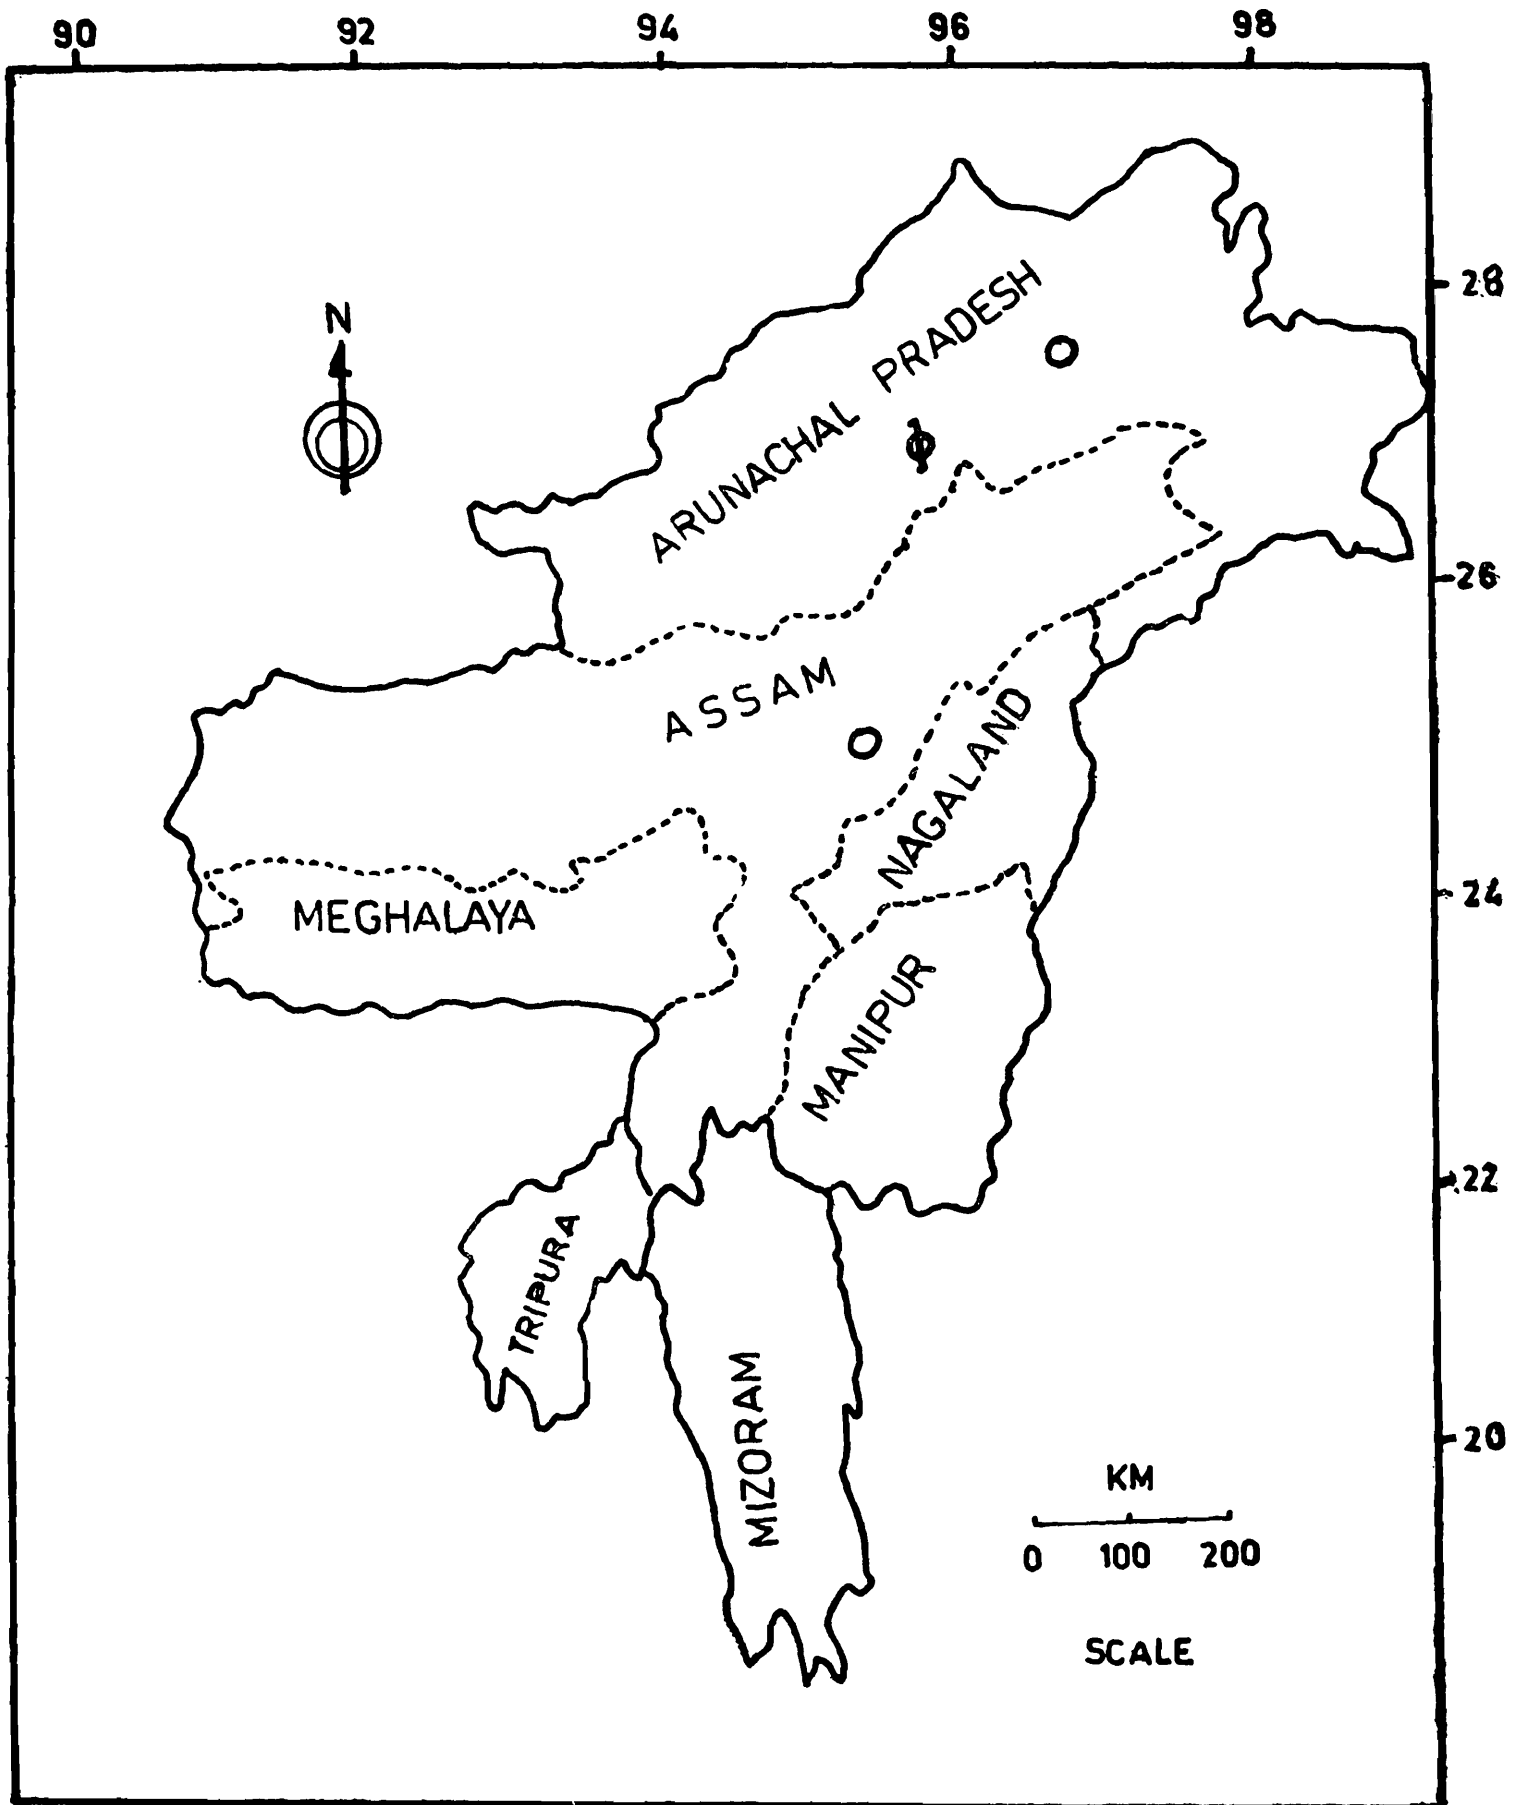 90 92 94 96 98
28
N
ARUNACHAL PRADESH
26
ASSAM
NAGALAND
24
MEGHALAYA
MANIPUR
22
TRIPURA
MIZORAM
20
KM
0 100 200
SCALE